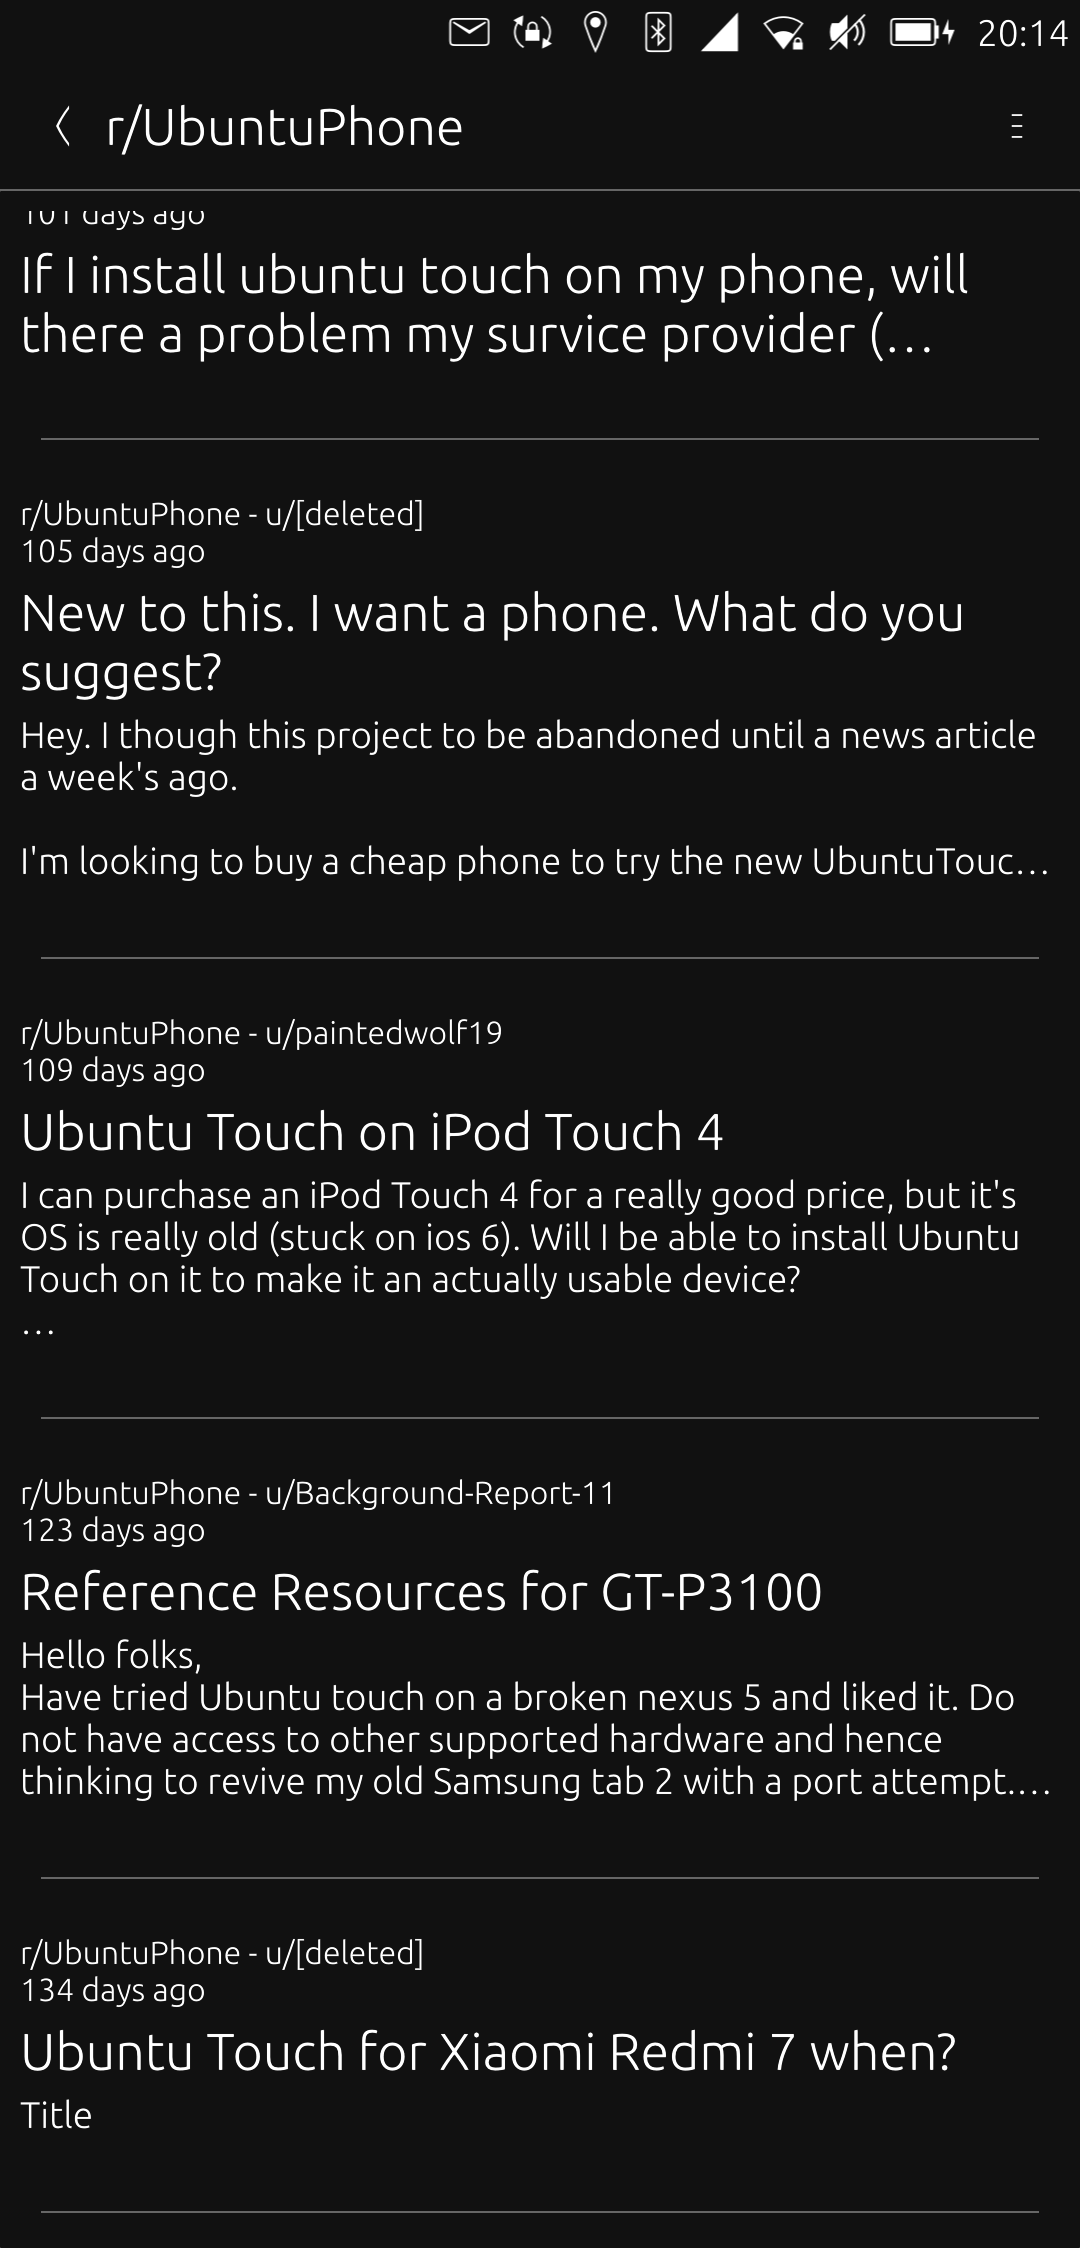 20:14
r/UbuntuPhone
101 days ago
If I install ubuntu touch on my phone, will
there a problem my survice provider (...
r/UbuntuPhone - u/[deleted]
105 days ago
New to this. I want a phone. What do you
suggest?
Hey. I though this project to be abandoned until a news article
a week's ago.
I'm looking to buy a cheap phone to try the new UbuntuTouc...
r/UbuntuPhone - u/paintedwolf19
109 days ago
Ubuntu Touch on iPod Touch 4
I can purchase an iPod Touch 4 for a really good price, but it's
OS is really old (stuck on ios 6). Will I be able to install Ubuntu
Touch on it to make it an actually usable device?
...
r/UbuntuPhone - u/Background-Report-11
123 days ago
Reference Resources for GT-P3100
Hello folks,
Have tried Ubuntu touch on a broken nexus 5 and liked it. Do
not have access to other supported hardware and hence
thinking to revive my old Samsung tab 2 with a port attempt....
r/UbuntuPhone - u/[deleted]
134 days ago
Ubuntu Touch for Xiaomi Redmi 7 when?
Title